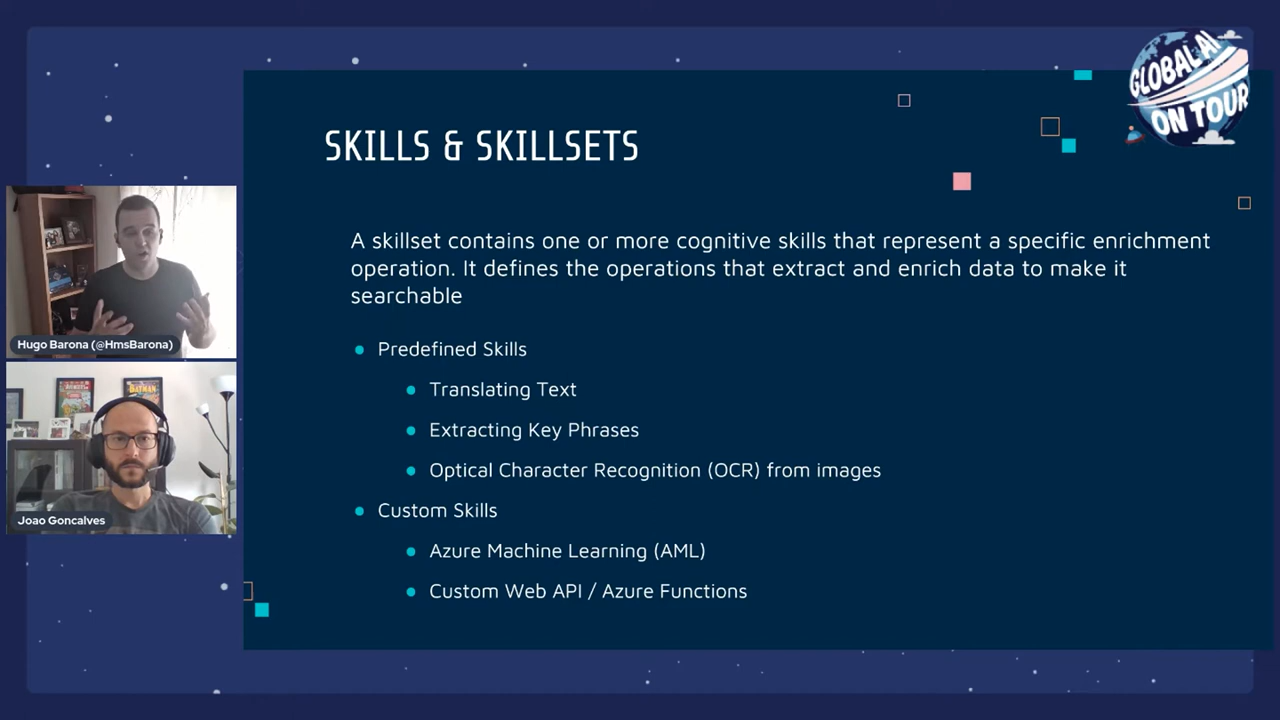 GLOBAL AI
ON TOUR
SKILLS & SKILLSETS
A skillset contains one or more cognitive skills that represent a specific enrichment
operation. It defines the operations that extract and enrich data to make it
searchable
Predefined Skills
Translating Text
Extracting Key Phrases
Optical Character Recognition (OCR) from images
Custom Skills
Azure Machine Learning (AML)
Custom Web API / Azure Functions
Hugo Barona (@HmsBarona)
BATMAN
Joao Goncalves